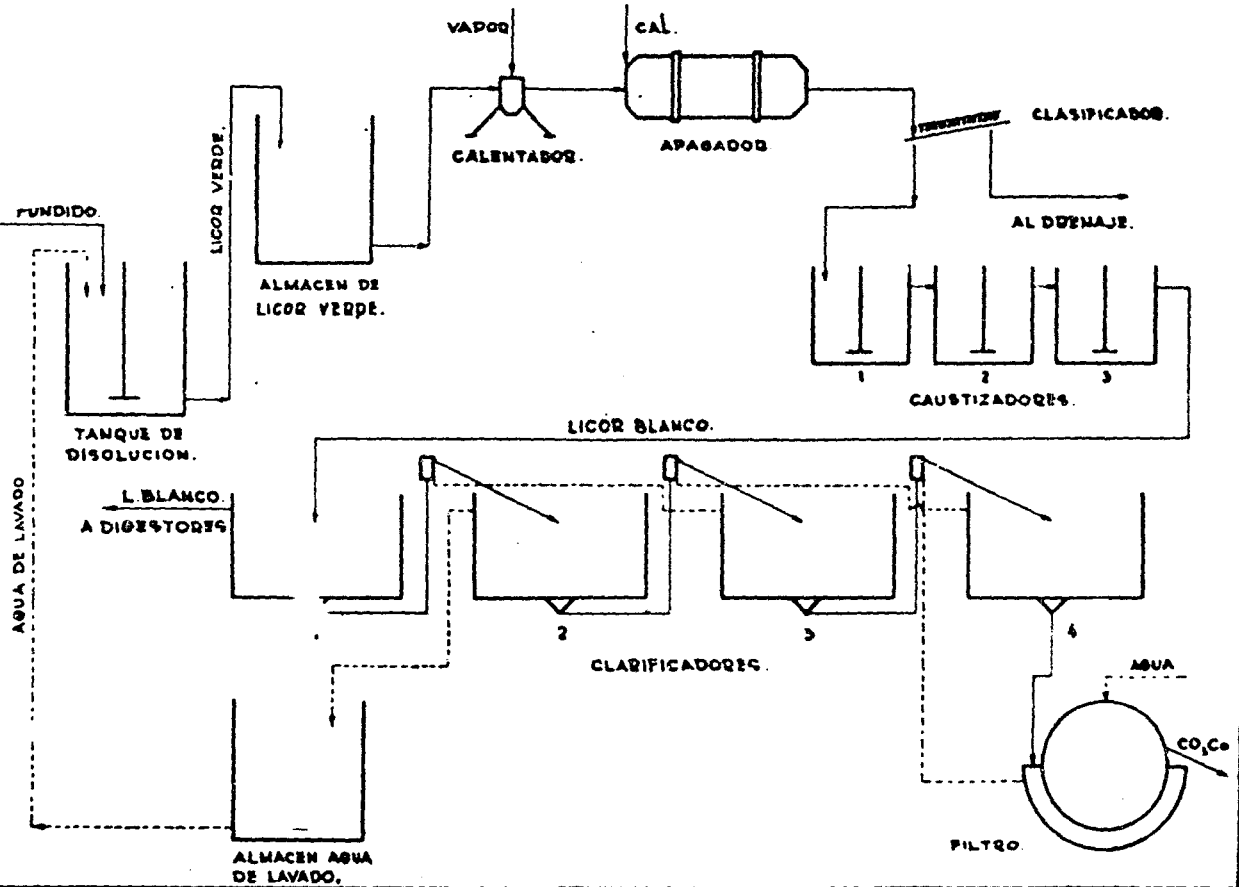 VAPOR
CAL.
CALENTADOR.
APAGADOR
CLASIFICADOR.
AL DRENAJE.
FUNDIDO.
LICOR VERDE.
ALMACEN DE
LICOR VERDE.
TANQUE DE
DISOLUCION.
1
2
3
CAUSTIZADORES.
LICOR BLANCO.
L. BLANCO.
A DIGESTORES
AGUA DE LAVADO
2
3
4
CLARIFICADORES.
AGUA
CO₃Ca
FILTRO.
ALMACEN AGUA
DE LAVADO.